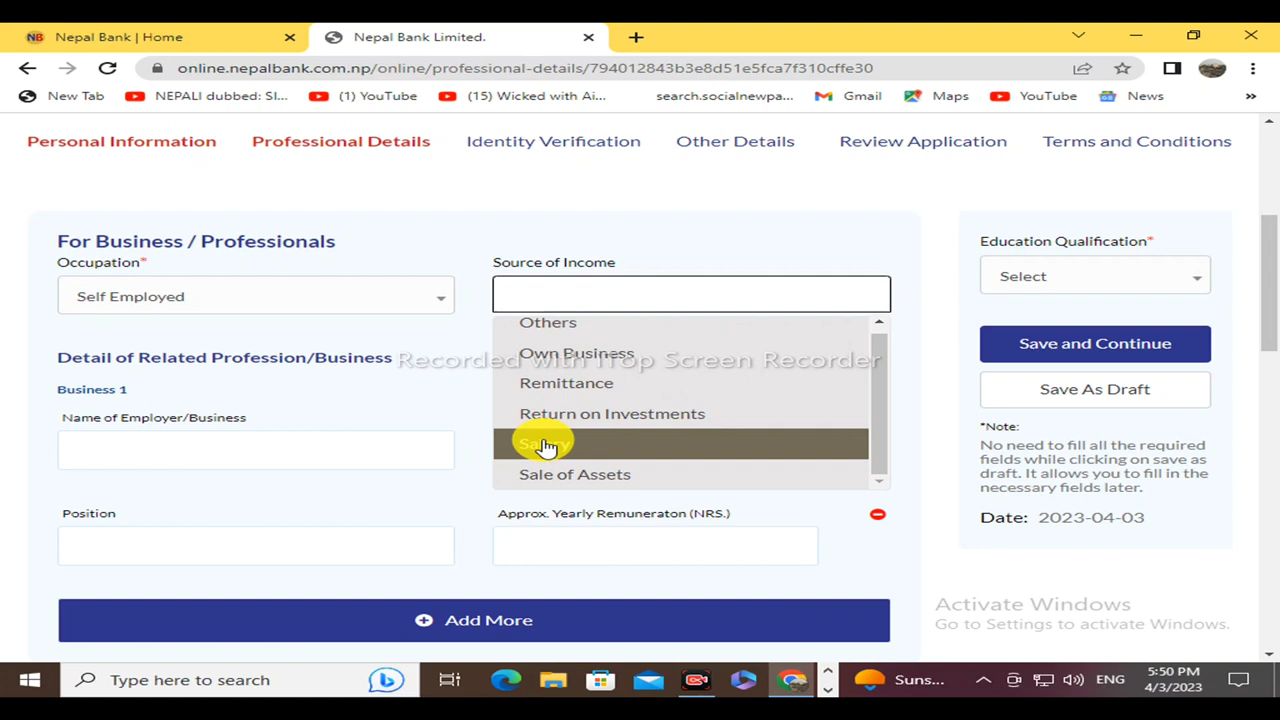 Nepal Bank | Home
Nepal Bank Limited.
online.nepalbank.com.np/online/professional-details/794012843b3e8d51e5fca7f310cffe30
New Tab
NEPALI dubbed: SI...
(1) YouTube
(15) Wicked with Ai...
search.socialnewpa...
Gmail
Maps
YouTube
News
»
Personal Information
Professional Details
Identity Verification
Other Details
Review Application
Terms and Conditions
For Business / Professionals
Occupation*
Self Employed
Source of Income
Others
Own Business
Remittance
Return on Investments
Salary
Sale of Assets
Detail of Related Profession/Business
Recorded with iTop Screen Recorder
Business 1
Name of Employer/Business
Position
Approx. Yearly Remuneraton (NRS.)
Add More
Education Qualification*
Select
Save and Continue
Save As Draft
*Note:
No need to fill all the required
fields while clicking on save as
draft. It allows you to fill in the
necessary fields later.
Date: 2023-04-03
Activate Windows
Go to Settings to activate Windows.
Type here to search
Suns...
ENG
5:50 PM
4/3/2023